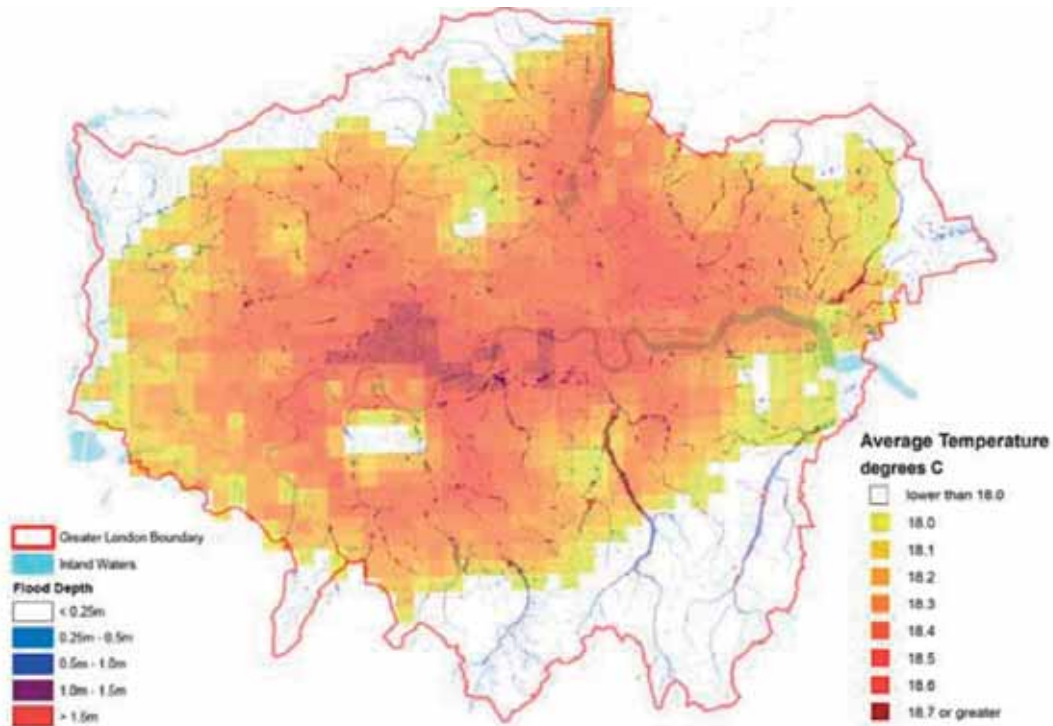 Greater London Boundary
Inland Waters
Flood Depth
< 0.25m
0.25m - 0.5m
0.5m - 1.0m
1.0m - 1.5m
> 1.5m
Average Temperature
degrees C
lower than 18.0
18.0
18.1
18.2
18.3
18.4
18.5
18.6
18.7 or greater